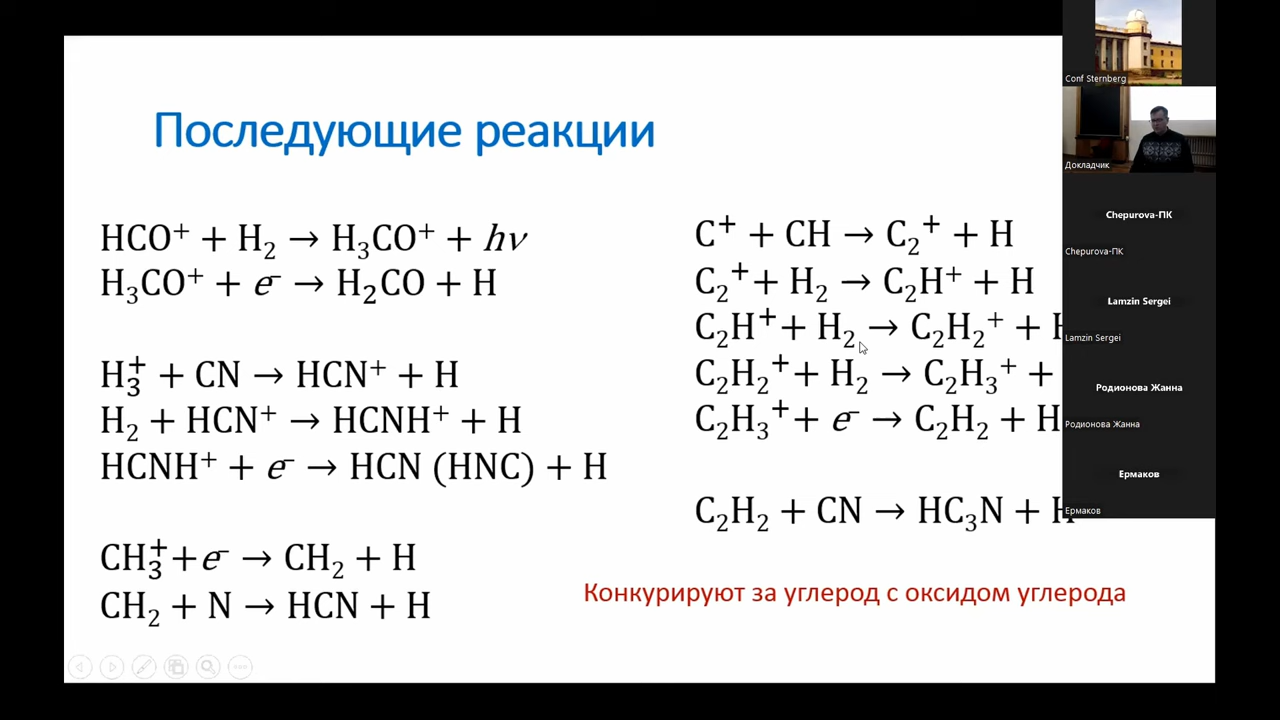 Последующие реакции
HCO⁺ + H₂ → H₃CO⁺ + hν
H₃CO⁺ + e⁻ → H₂CO + H
H₃⁺ + CN → HCN⁺ + H
H₂ + HCN⁺ → HCNH⁺ + H
HCNH⁺ + e⁻ → HCN (HNC) + H
CH₃⁺+e⁻ → CH₂ + H
CH₂ + N → HCN + H
C⁺ + CH → C₂⁺ + H
C₂⁺+ H₂ → C₂H⁺ + H
C₂H⁺+ H₂ → C₂H₂⁺ + H
C₂H₂⁺+ H₂ → C₂H₃⁺ +
C₂H₃⁺+ e⁻ → C₂H₂ + H
C₂H₂ + CN → HC₃N + H
Конкурируют за углерод с оксидом углерода
Conf Sternberg
Докладчик
Chepurova-ПК
Chepurova-ПК
Lamzin Sergei
Lamzin Sergei
Родионова Жанна
Родионова Жанна
Ермаков
Ермаков